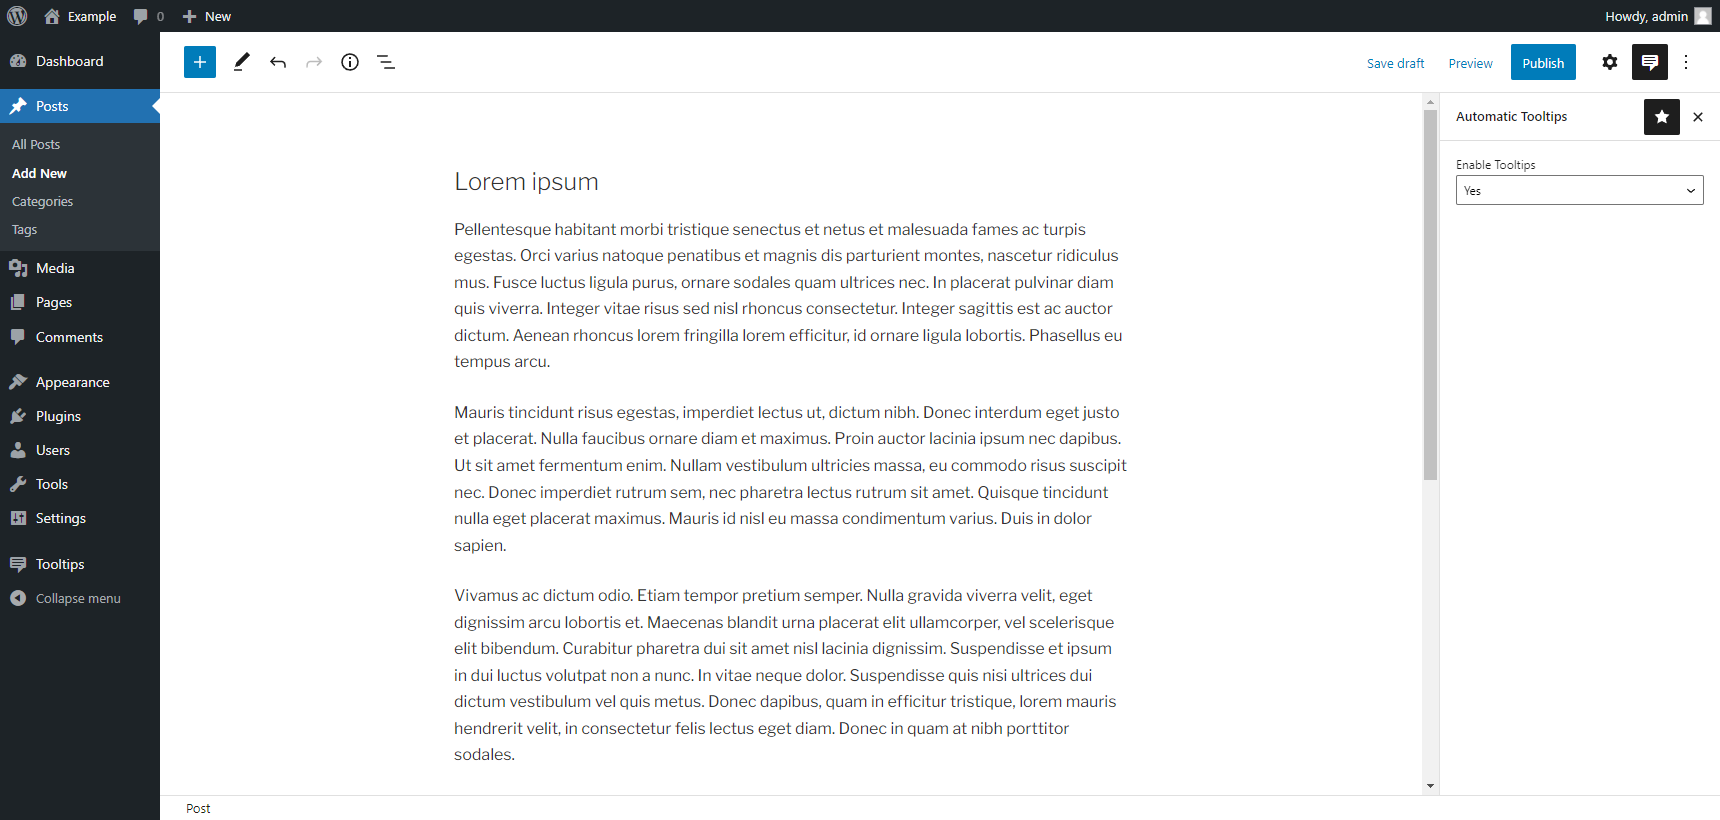 Example 0 New Howdy, admin
Dashboard
Posts
All Posts
Add New
Categories
Tags
Media
Pages
Comments
Appearance
Plugins
Users
Tools
Settings
Tooltips
Collapse menu
Save draft Preview Publish
Lorem ipsum
Pellentesque habitant morbi tristique senectus et netus et malesuada fames ac turpis
egestas. Orci varius natoque penatibus et magnis dis parturient montes, nascetur ridiculus
mus. Fusce luctus ligula purus, ornare sodales quam ultrices nec. In placerat pulvinar diam
quis viverra. Integer vitae risus sed nisl rhoncus consectetur. Integer sagittis est ac auctor
dictum. Aenean rhoncus lorem fringilla lorem efficitur, id ornare ligula lobortis. Phasellus eu
tempus arcu.
Mauris tincidunt risus egestas, imperdiet lectus ut, dictum nibh. Donec interdum eget justo
et placerat. Nulla faucibus ornare diam et maximus. Proin auctor lacinia ipsum nec dapibus.
Ut sit amet fermentum enim. Nullam vestibulum ultricies massa, eu commodo risus suscipit
nec. Donec imperdiet rutrum sem, nec pharetra lectus rutrum sit amet. Quisque tincidunt
nulla eget placerat maximus. Mauris id nisl eu massa condimentum varius. Duis in dolor
sapien.
Vivamus ac dictum odio. Etiam tempor pretium semper. Nulla gravida viverra velit, eget
dignissim arcu lobortis et. Maecenas blandit urna placerat elit ullamcorper, vel scelerisque
elit bibendum. Curabitur pharetra dui sit amet nisl lacinia dignissim. Suspendisse et ipsum
in dui luctus volutpat non a nunc. In vitae neque dolor. Suspendisse quis nisi ultrices dui
dictum vestibulum vel quis metus. Donec dapibus, quam in efficitur tristique, lorem mauris
hendrerit velit, in consectetur felis lectus eget diam. Donec in quam at nibh porttitor
sodales.
Automatic Tooltips
Enable Tooltips
Yes
Post